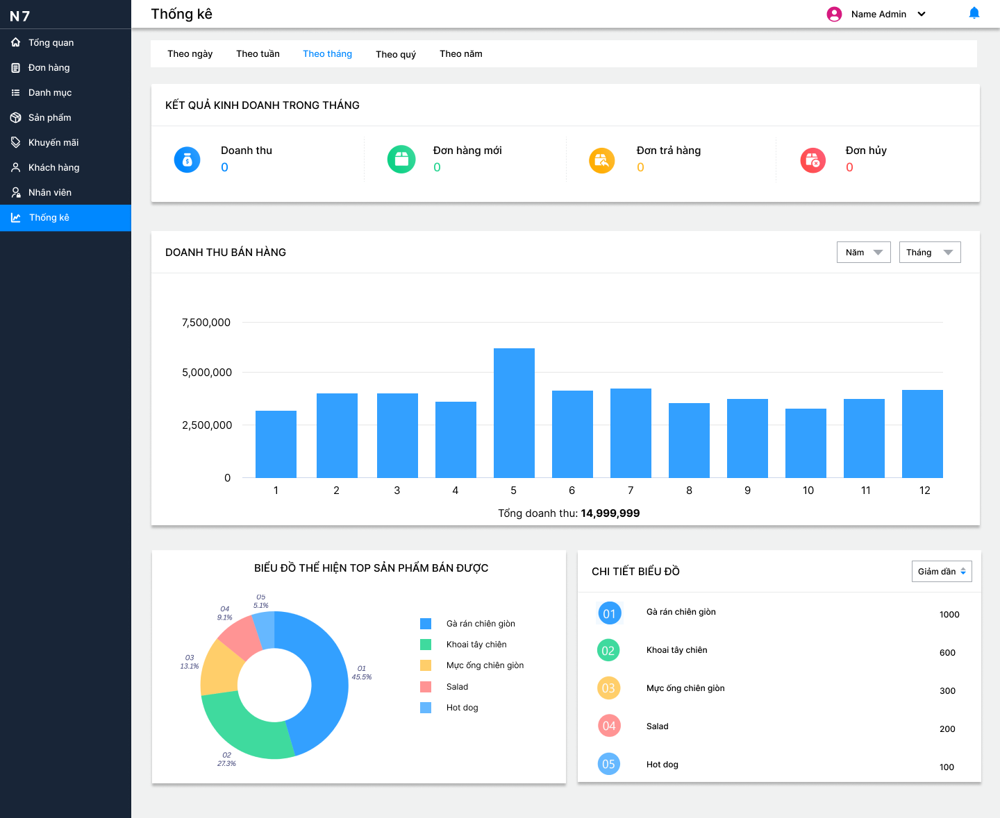 N7
Tổng quan
Đơn hàng
Danh mục
Sản phẩm
Khuyến mãi
Khách hàng
Nhân viên
Thống kê
Thống kê
Name Admin
Theo ngày Theo tuần Theo tháng Theo quý Theo năm
KẾT QUẢ KINH DOANH TRONG THÁNG
Doanh thu
0
Đơn hàng mới
0
Đơn trả hàng
0
Đơn hủy
0
DOANH THU BÁN HÀNG
Năm Tháng
7,500,000
5,000,000
2,500,000
0
1 2 3 4 5 6 7 8 9 10 11 12
Tổng doanh thu: 14,999,999
BIỂU ĐỒ THỂ HIỆN TOP SẢN PHẨM BÁN ĐƯỢC
05
5.1%
04
9.1%
03
13.1%
01
45.5%
02
27.3%
Gà rán chiên giòn
Khoai tây chiên
Mực ống chiên giòn
Salad
Hot dog
CHI TIẾT BIỂU ĐỒ
Giảm dần
01 Gà rán chiên giòn 1000
02 Khoai tây chiên 600
03 Mực ống chiên giòn 300
04 Salad 200
05 Hot dog 100